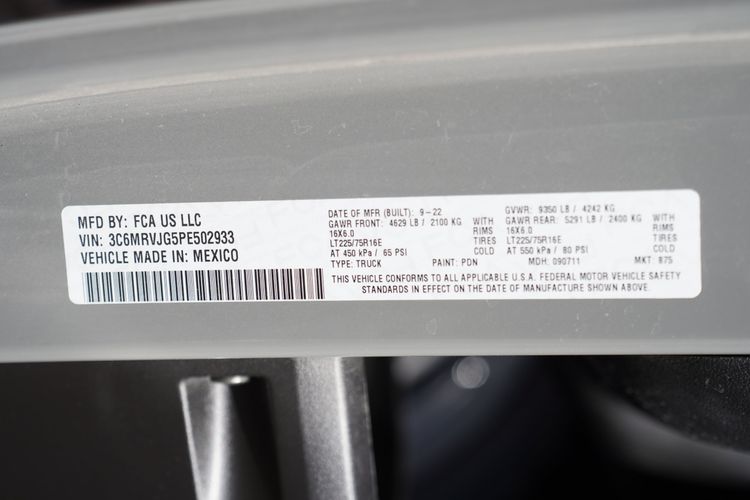 MFD BY: FCA US LLC
VIN: 3C6MRVJG5PE502933
VEHICLE MADE IN: MEXICO
DATE OF MFR (BUILT): 9-22
GAWR FRONT: 4629 LB / 2100 KG WITH
16X6.0 RIMS
LT225/75R16E TIRES
AT 450 kPa / 65 PSI COLD
TYPE: TRUCK
GVWR: 9350 LB / 4242 KG
GAWR REAR: 5291 LB / 2400 KG WITH
16X6.0 RIMS
LT225/75R16E TIRES
AT 550 kPa / 80 PSI COLD
PAINT: PDN MDH: 090711 MKT: B75
THIS VEHICLE CONFORMS TO ALL APPLICABLE U.S.A. FEDERAL MOTOR VEHICLE SAFETY
STANDARDS IN EFFECT ON THE DATE OF MANUFACTURE SHOWN ABOVE.